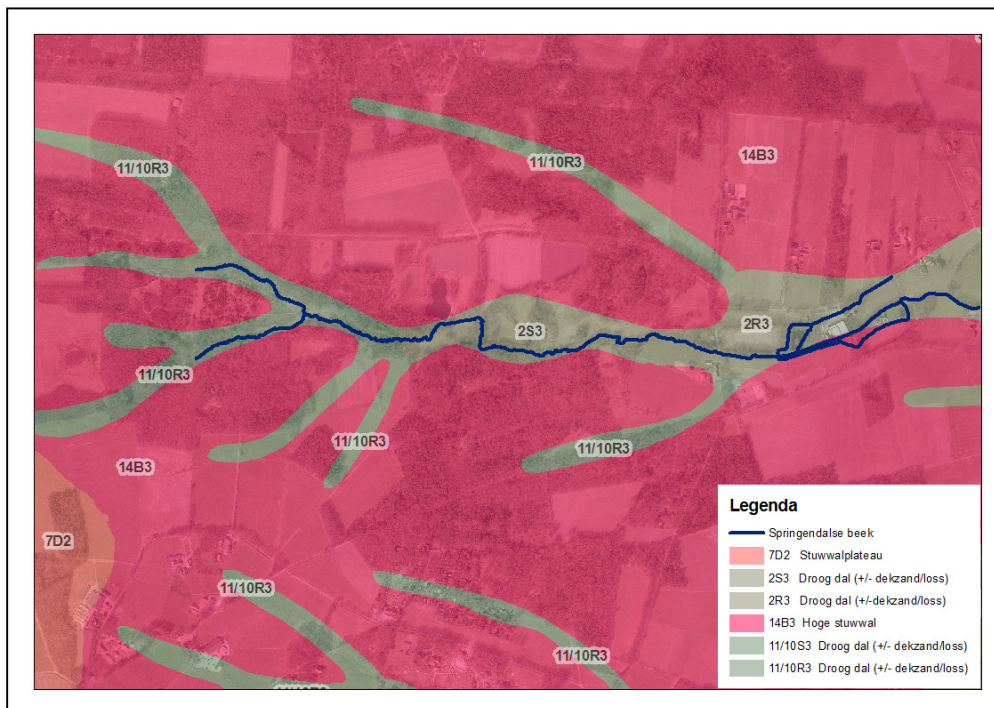 11/10R3
11/10R3
14B3
2S3
2R3
11/10R3
11/10R3
11/10R3
14B3
7D2
11/10R3
11/10R3
11/10R3
Legenda
Springendalse beek
7D2 Stuwwalplateau
2S3 Droog dal (+/- dekzand/loss)
2R3 Droog dal (+/-dekzand/loss)
14B3 Hoge stuwwal
11/10S3 Droog dal (+/- dekzand/loss)
11/10R3 Droog dal (+/- dekzand/loss)